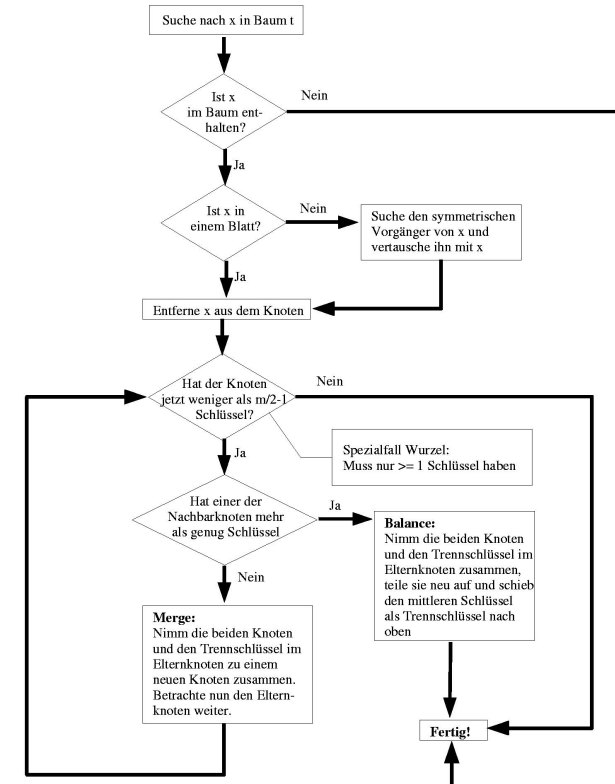 Suche nach x in Baum t
Ist x
im Baum ent-
halten?
Nein
Ja
Ist x in
einem Blatt?
Nein
Suche den symmetrischen
Vorgänger von x und
vertausche ihn mit x
Ja
Entferne x aus dem Knoten
Hat der Knoten
jetzt weniger als m/2-1
Schlüssel?
Nein
Ja
Spezialfall Wurzel:
Muss nur >= 1 Schlüssel haben
Hat einer der
Nachbarknoten mehr
als genug Schlüssel
Ja
Balance:
Nimm die beiden Knoten
und den Trennschlüssel im
Elternknoten zusammen,
teile sie neu auf und schieb
den mittleren Schlüssel
als Trennschlüssel nach
oben
Nein
Merge:
Nimm die beiden Knoten
und den Trennschlüssel im
Elternknoten zu einem
neuen Knoten zusammen.
Betrachte nun den Eltern-
knoten weiter.
Fertig!